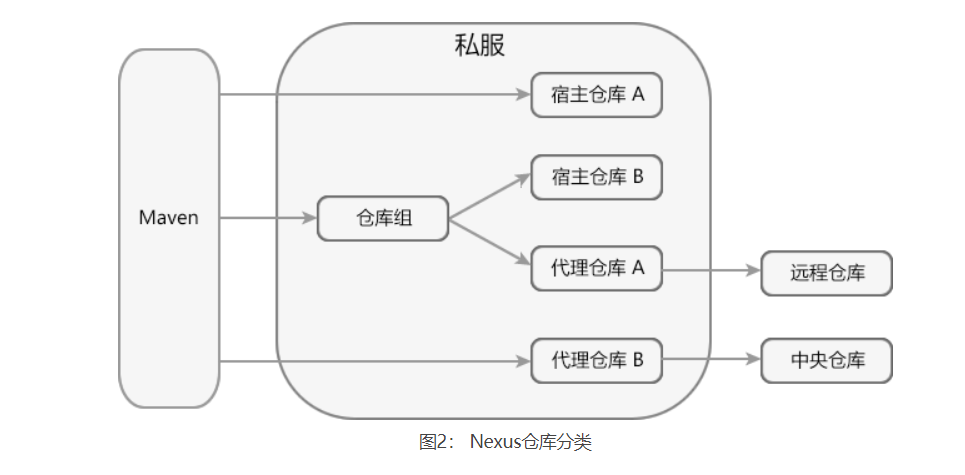 私服
宿主仓库 A
宿主仓库 B
Maven
仓库组
代理仓库 A
远程仓库
代理仓库 B
中央仓库
图2： Nexus仓库分类